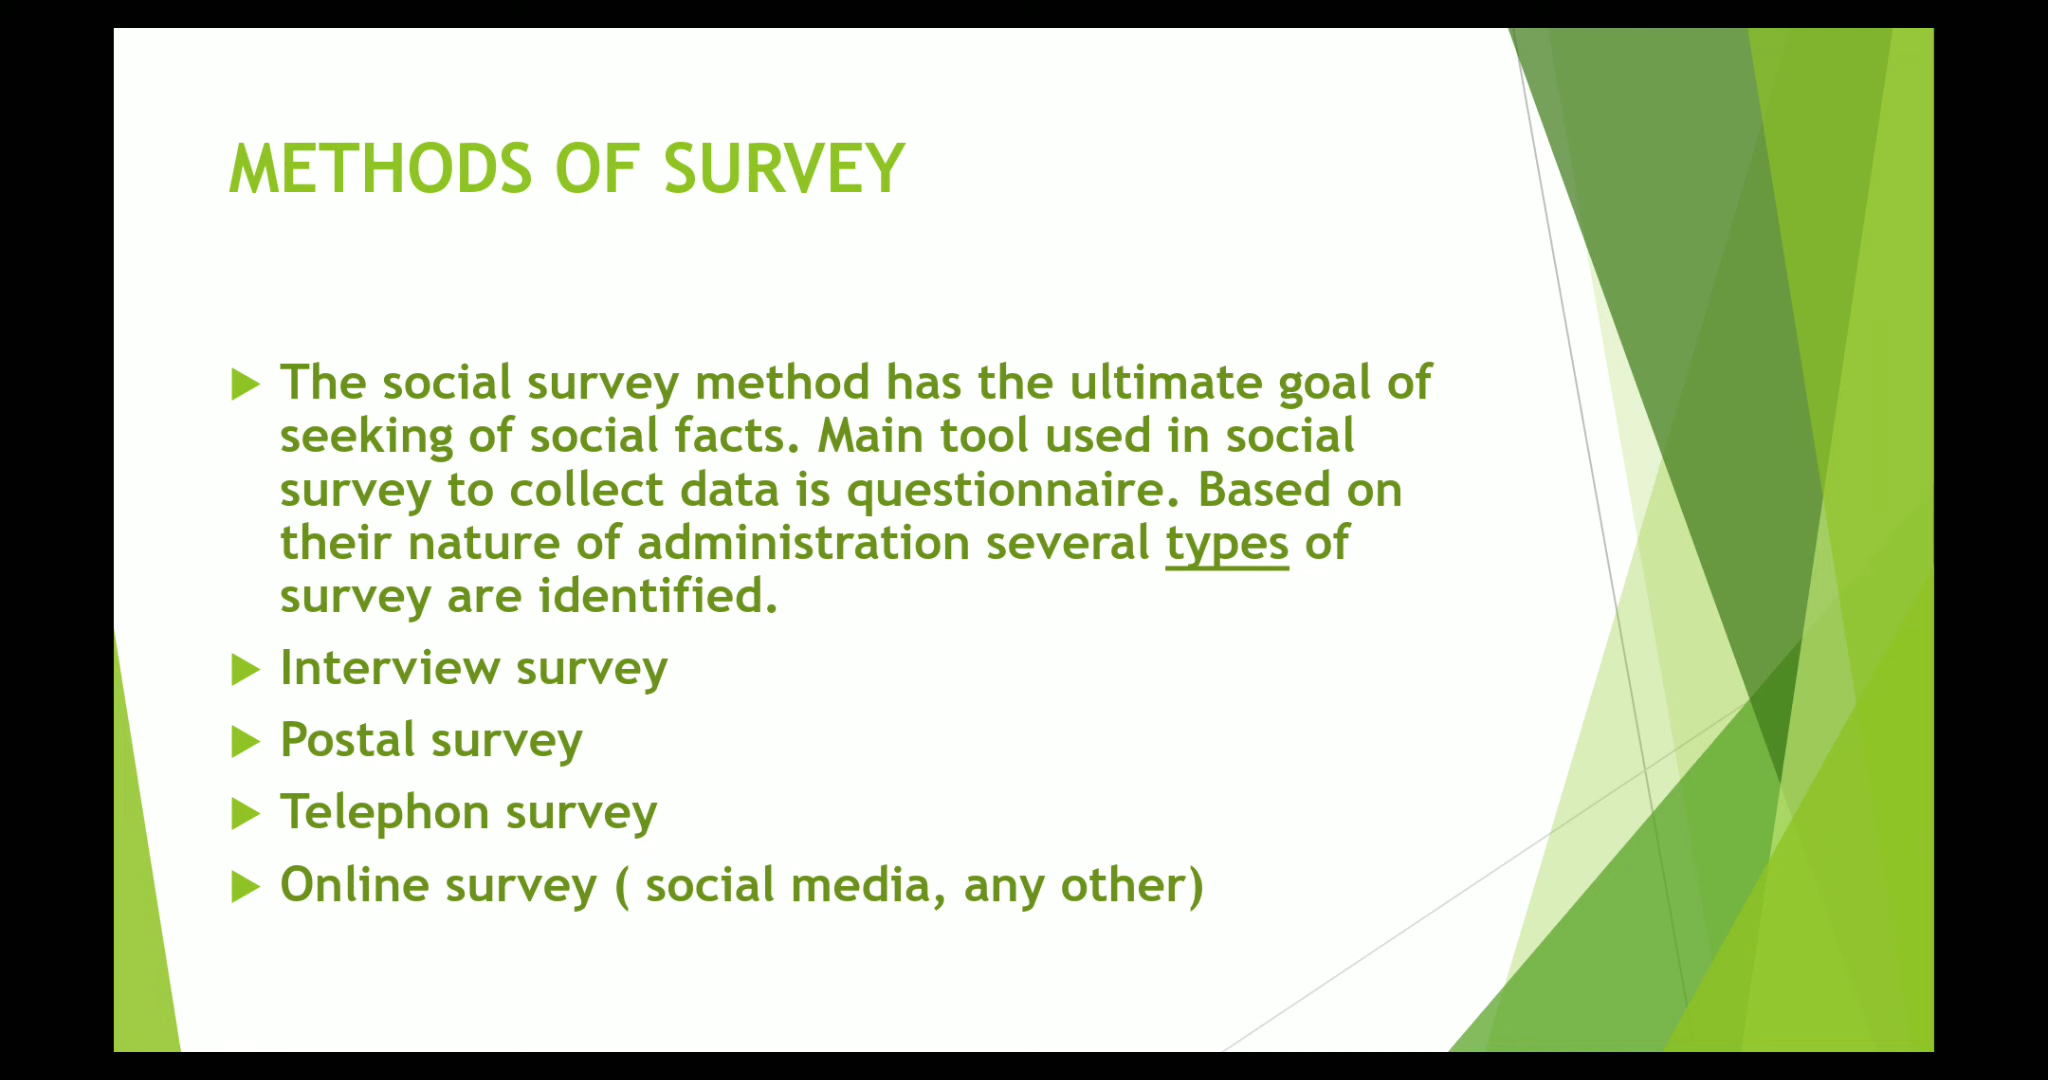 METHODS OF SURVEY
The social survey method has the ultimate goal of
seeking of social facts. Main tool used in social
survey to collect data is questionnaire. Based on
their nature of administration several types of
survey are identified.
Interview survey
Postal survey
Telephon survey
Online survey ( social media, any other)